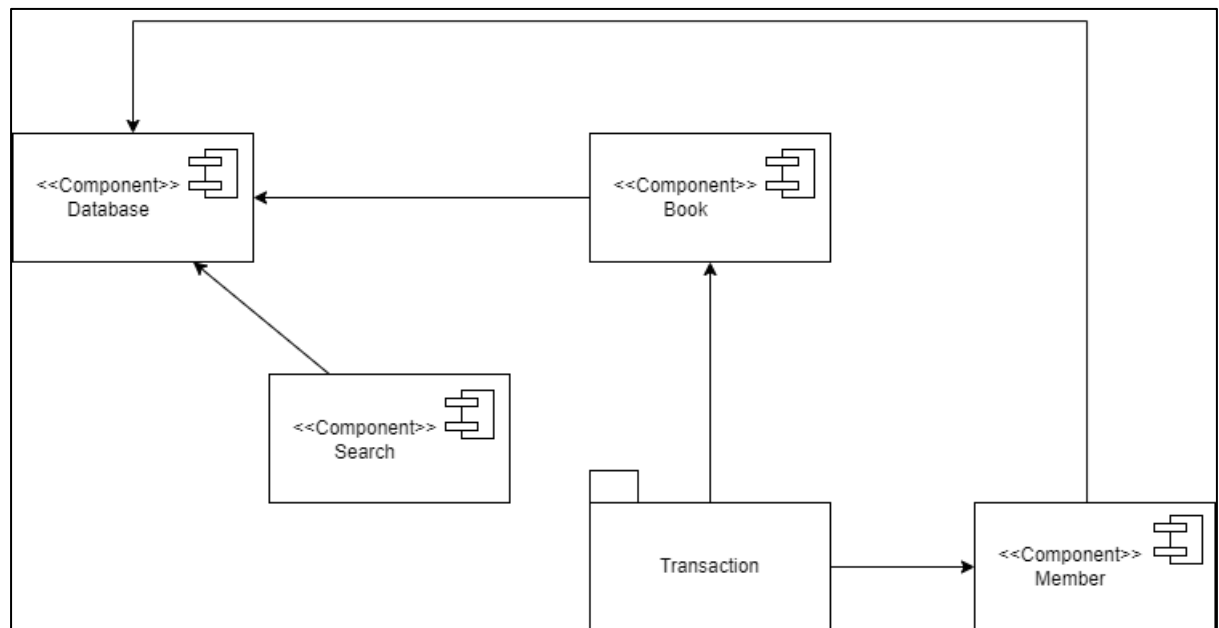 <<Component>>
Database
<<Component>>
Book
<<Component>>
Search
Transaction
<<Component>>
Member